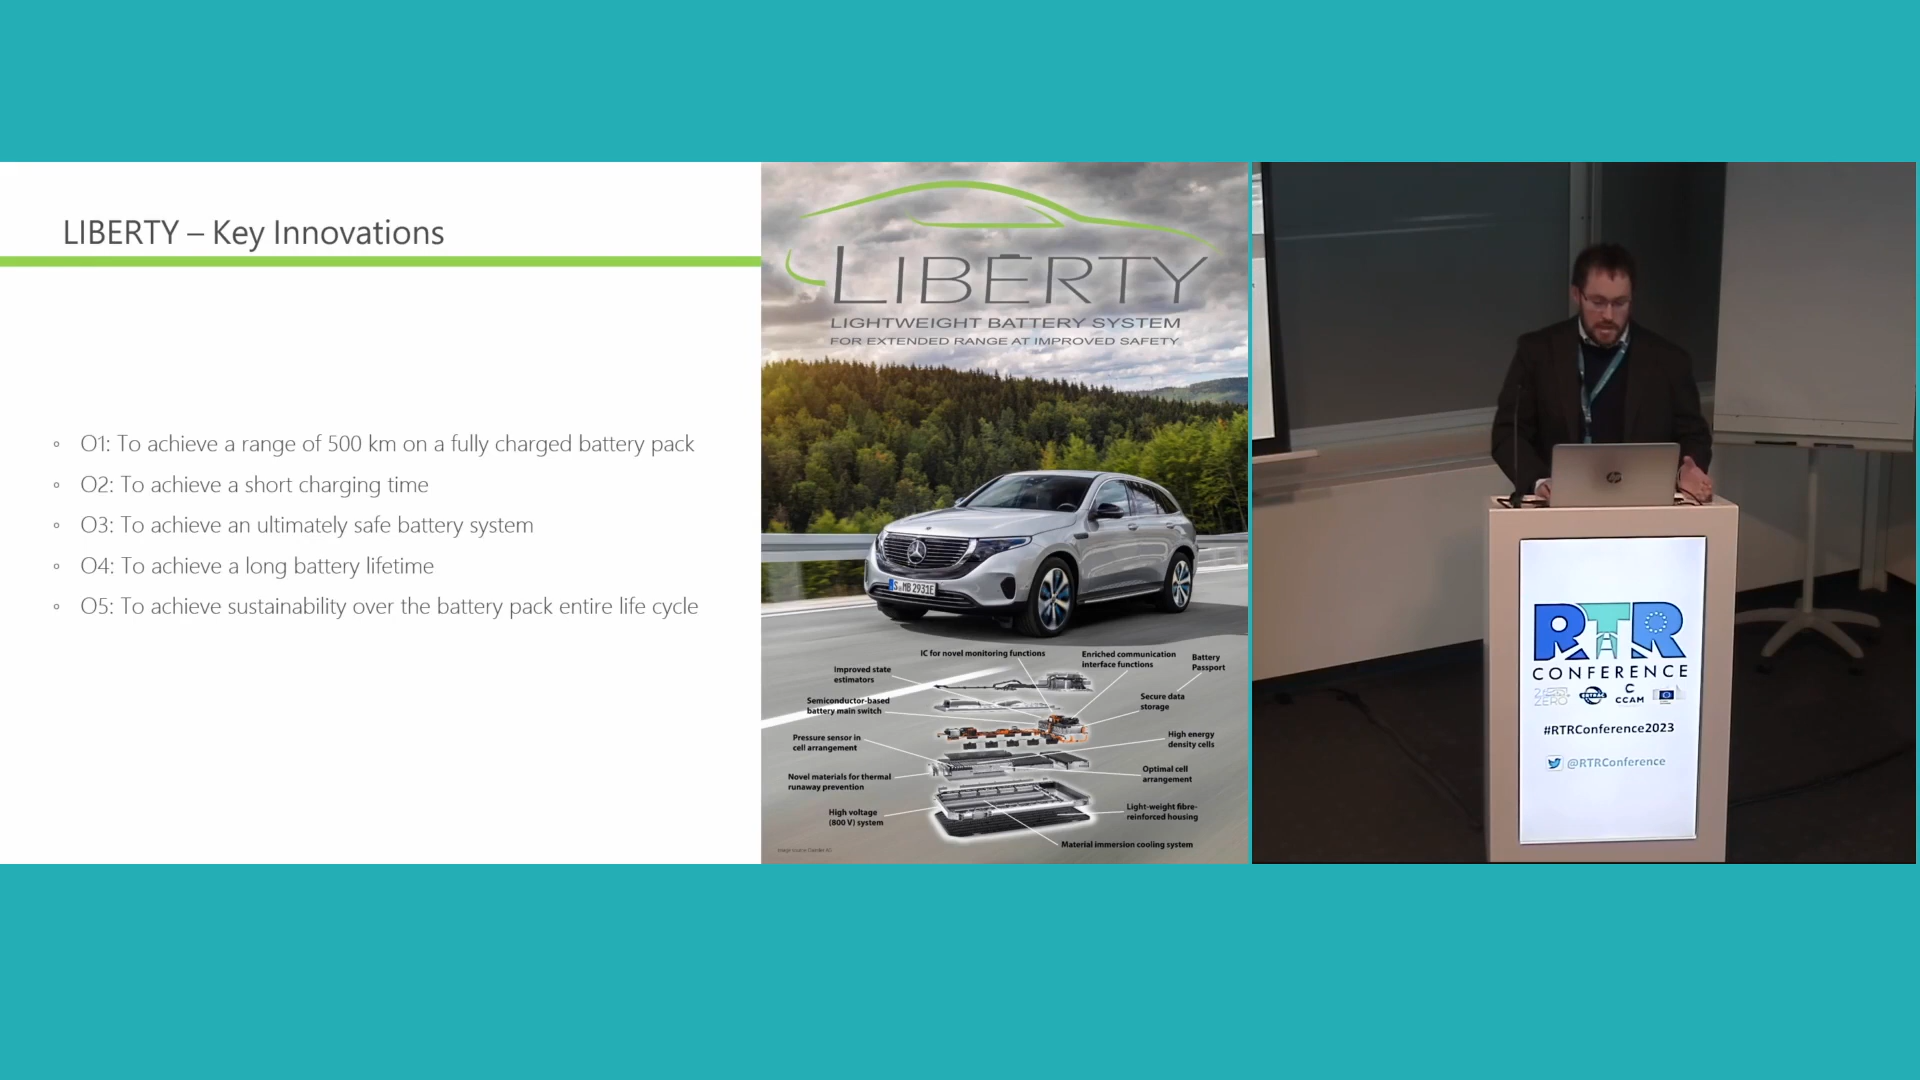 LIBERTY – Key Innovations
◦ O1: To achieve a range of 500 km on a fully charged battery pack
◦ O2: To achieve a short charging time
◦ O3: To achieve an ultimately safe battery system
◦ O4: To achieve a long battery lifetime
◦ O5: To achieve sustainability over the battery pack entire life cycle
LIBERTY
LIGHTWEIGHT BATTERY SYSTEM
FOR EXTENDED RANGE AT IMPROVED SAFETY
S MB 2931E
IC for novel monitoring functions
Enriched communication
interface functions
Battery
Passport
Improved state
estimators
Semiconductor-based
battery main switch
Secure data
storage
Pressure sensor in
cell arrangement
High energy
density cells
Novel materials for thermal
runaway prevention
Optimal cell
arrangement
High voltage
(800 V) system
Light-weight fibre-
reinforced housing
Material immersion cooling system
hp
RTR
CONFERENCE
ZERO
ERTRAC
CCAM
#RTRConference2023
@RTRConference